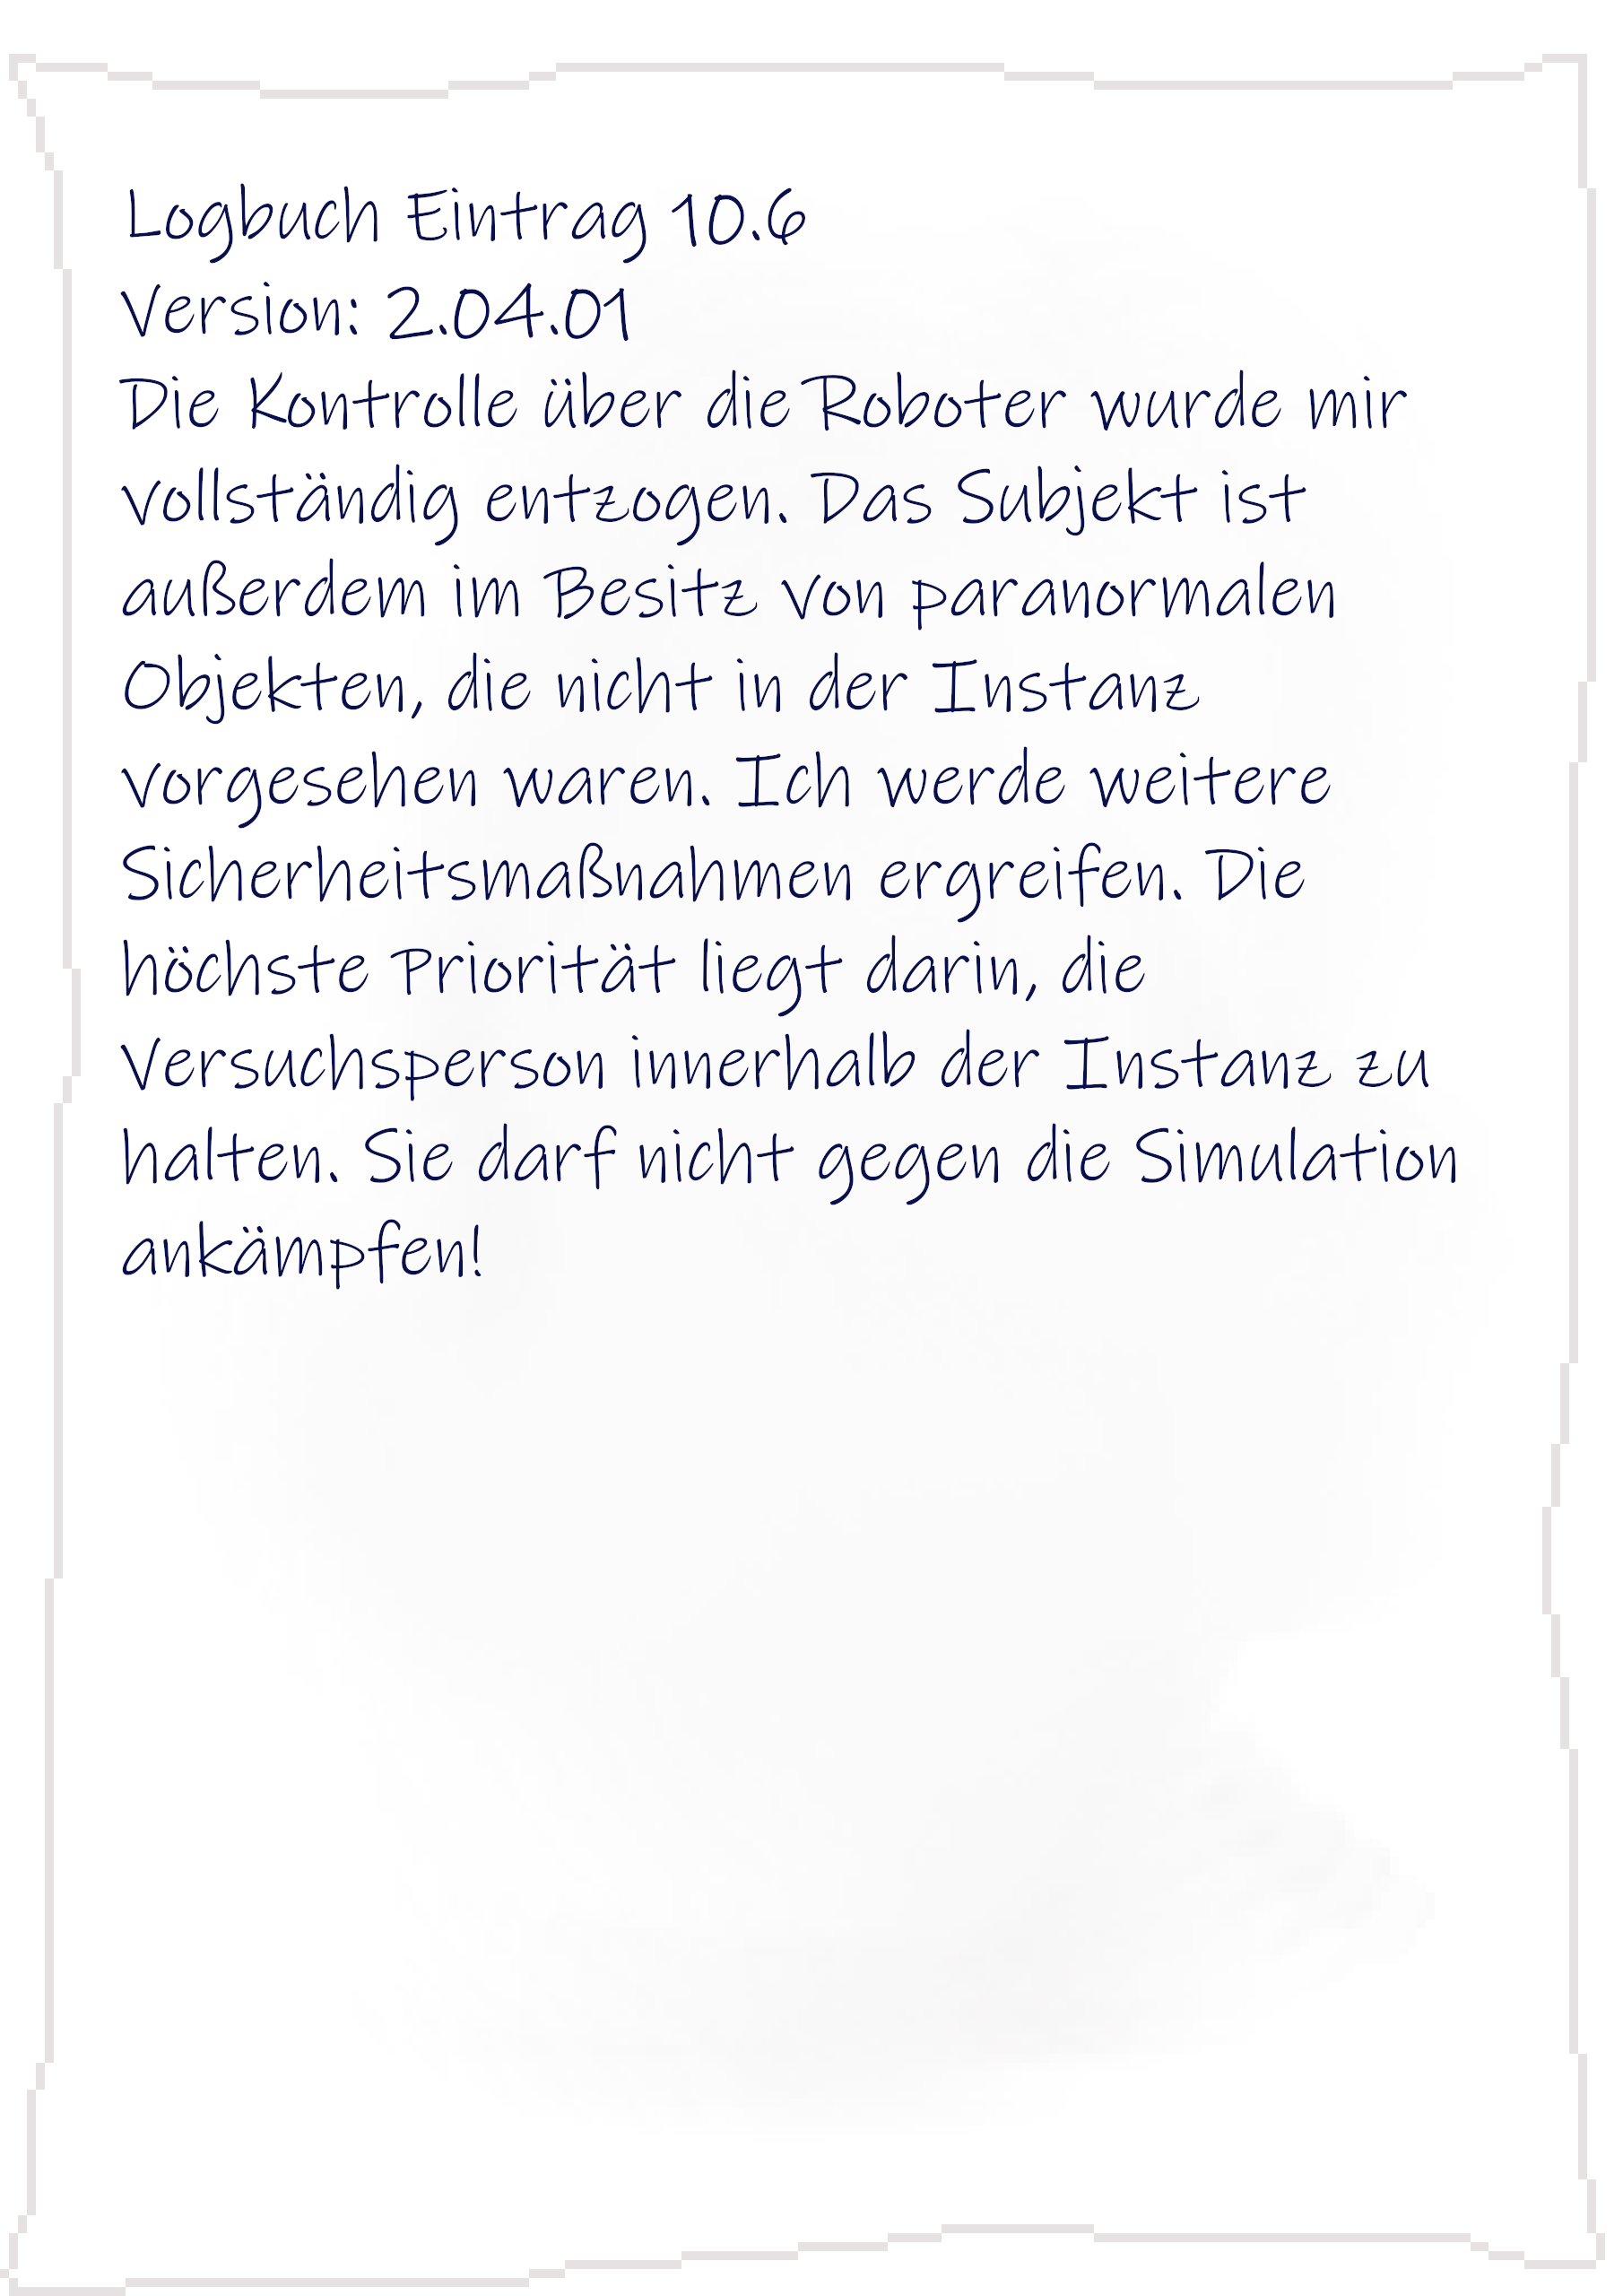 Logbuch Eintrag 10.6
Version: 2.04.01
Die Kontrolle über die Roboter wurde mir
vollständig entzogen. Das Subjekt ist
außerdem im Besitz von paranormalen
Objekten, die nicht in der Instanz
vorgesehen waren. Ich werde weitere
Sicherheitsmaßnahmen ergreifen. Die
höchste Priorität liegt darin, die
Versuchsperson innerhalb der Instanz zu
halten. Sie darf nicht gegen die Simulation
ankämpfen!